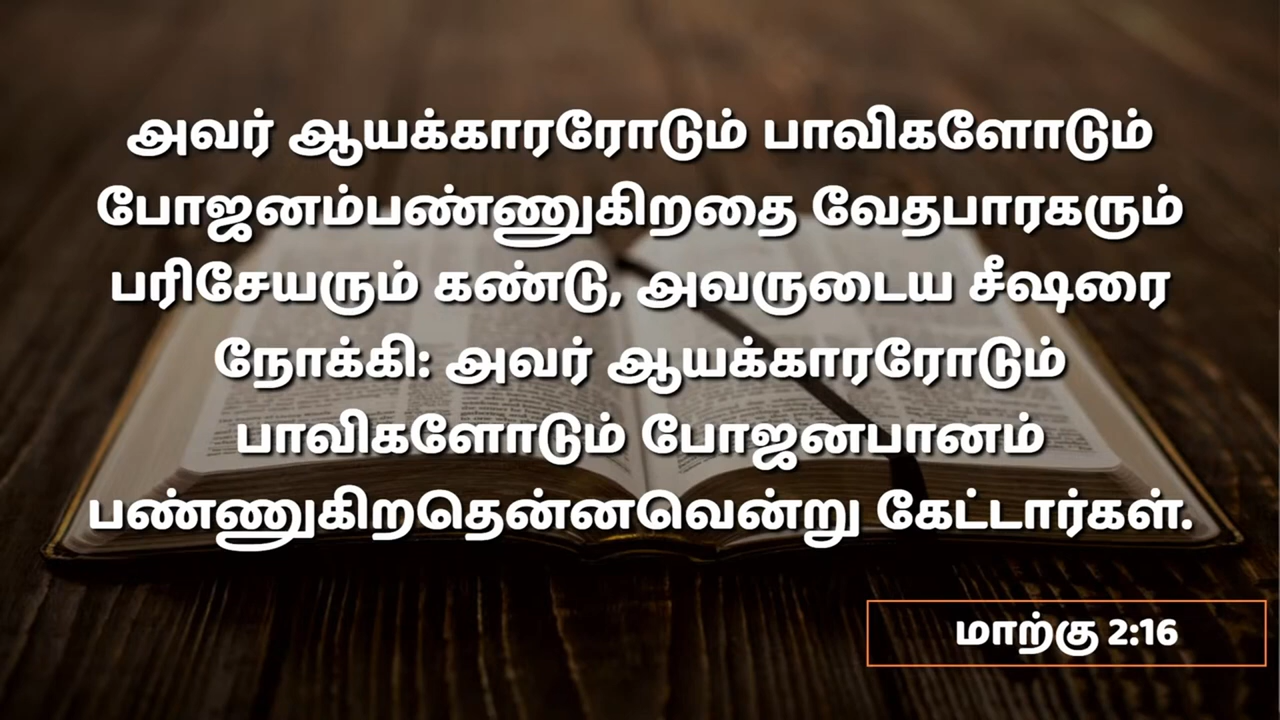 அவர் ஆயக்காரரோடும் பாவிகளோடும்
போஜனம்பண்ணுகிறதை வேதபாரகரும்
பரிசேயரும் கண்டு, அவருடைய சீஷரை
நோக்கி: அவர் ஆயக்காரரோடும்
பாவிகளோடும் போஜனபானம்
பண்ணுகிறதென்னவென்று கேட்டார்கள்.
மாற்கு 2:16